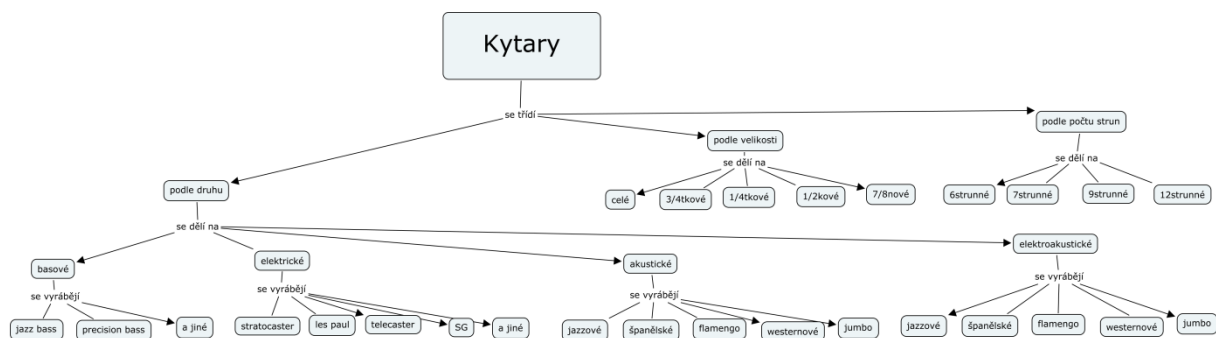 Kytary
se třídí
podle počtu strun
podle velikosti
se dělí na
se dělí na
podle druhu
celé
3/4tkové
1/4tkové
1/2kové
7/8nové
6strunné
7strunné
9strunné
12strunné
se dělí na
elektroakustické
basové
elektrické
akustické
se vyrábějí
se vyrábějí
se vyrábějí
se vyrábějí
jazz bass
precision bass
a jiné
stratocaster
les paul
telecaster
SG
a jiné
jazzové
španělské
flamengo
westernové
jumbo
jazzové
španělské
flamengo
westernové
jumbo